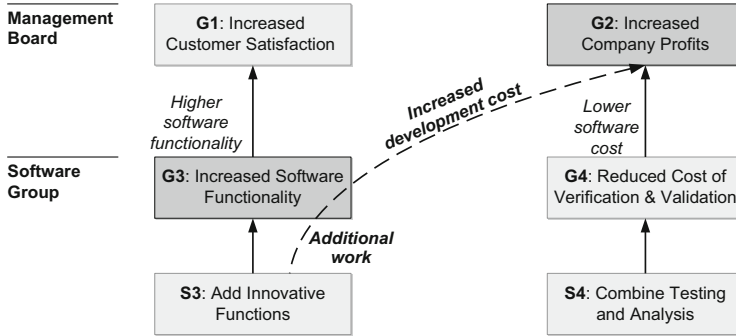 Management
Board
G1: Increased
Customer Satisfaction
G2: Increased
Company Profits
Higher
software
functionality
Increased
development cost
Lower
software
cost
Software
Group
G3: Increased Software
Functionality
G4: Reduced Cost of
Verification & Validation
Additional
work
S3: Add Innovative
Functions
S4: Combine Testing
and Analysis